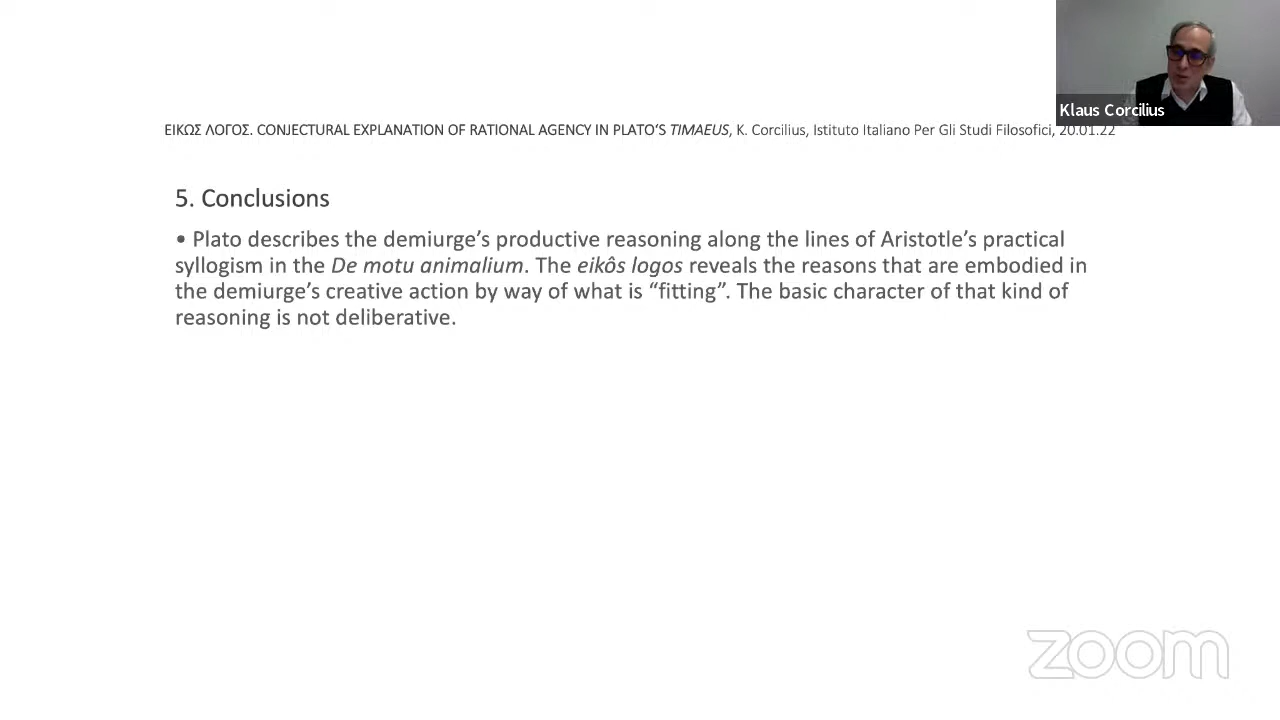 Klaus Corcilius
ΕΙΚΩΣ ΛΟΓΟΣ. CONJECTURAL EXPLANATION OF RATIONAL AGENCY IN PLATO‘S TIMAEUS, K. Corcilius, Istituto Italiano Per Gli Studi Filosofici, 20.01.22
5. Conclusions
• Plato describes the demiurge’s productive reasoning along the lines of Aristotle’s practical
syllogism in the De motu animalium. The eikôs logos reveals the reasons that are embodied in
the demiurge’s creative action by way of what is “fitting”. The basic character of that kind of
reasoning is not deliberative.
zoom